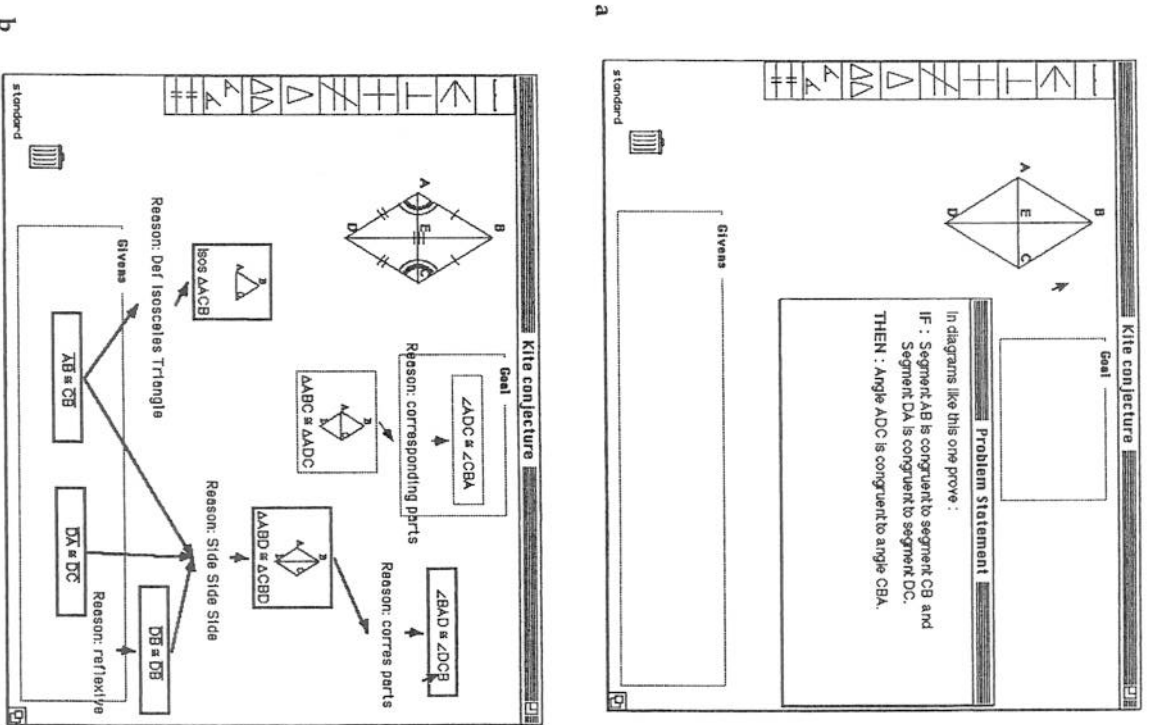 a
Kite conjecture
Goal
B
A
E
C
D
Problem Statement
In diagrams like this one prove :
IF : Segment AB is congruent to segment CB and
Segment DA is congruent to segment DC.
THEN : Angle ADC is congruent to angle CBA.
Givens
standard
b
Kite conjecture
Goal
∠ADC ≅ ∠CBA
Reason: corresponding parts
B
A
E
C
D
B
A
C
D
ΔABC ≅ ΔADC
∠BAD ≅ ∠DCB
Reason: corres parts
B
A
C
Isos ΔACB
B
A
C
D
ΔABD ≅ ΔCBD
Reason: Def Isosceles Triangle
Reason: Side Side Side
Givens
AB ≅ CB
DA ≅ DC
DB ≅ DB
Reason: reflexive
standard